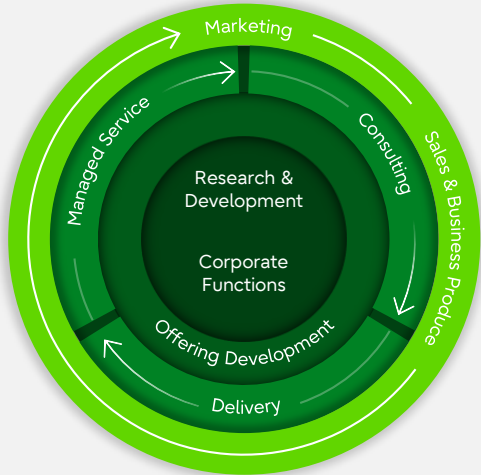 Marketing
Sales & Business Produce
Consulting
Managed Service
Delivery
Offering Development
Research &
Development
Corporate
Functions